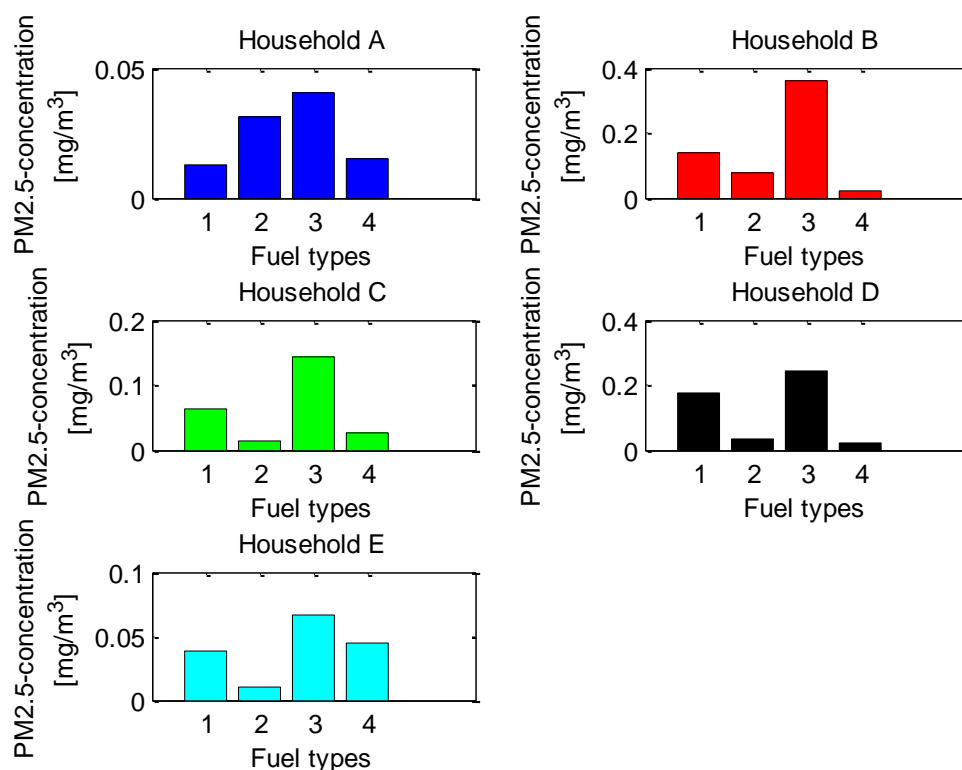 Household A
PM2.5-concentration
[mg/m³]
0.05
0
1 2 3 4
Fuel types
Household B
PM2.5-concentration
[mg/m³]
0.4
0.2
0
1 2 3 4
Fuel types
Household C
PM2.5-concentration
[mg/m³]
0.2
0.1
0
1 2 3 4
Fuel types
Household D
PM2.5-concentration
[mg/m³]
0.4
0.2
0
1 2 3 4
Fuel types
Household E
PM2.5-concentration
[mg/m³]
0.1
0.05
0
1 2 3 4
Fuel types